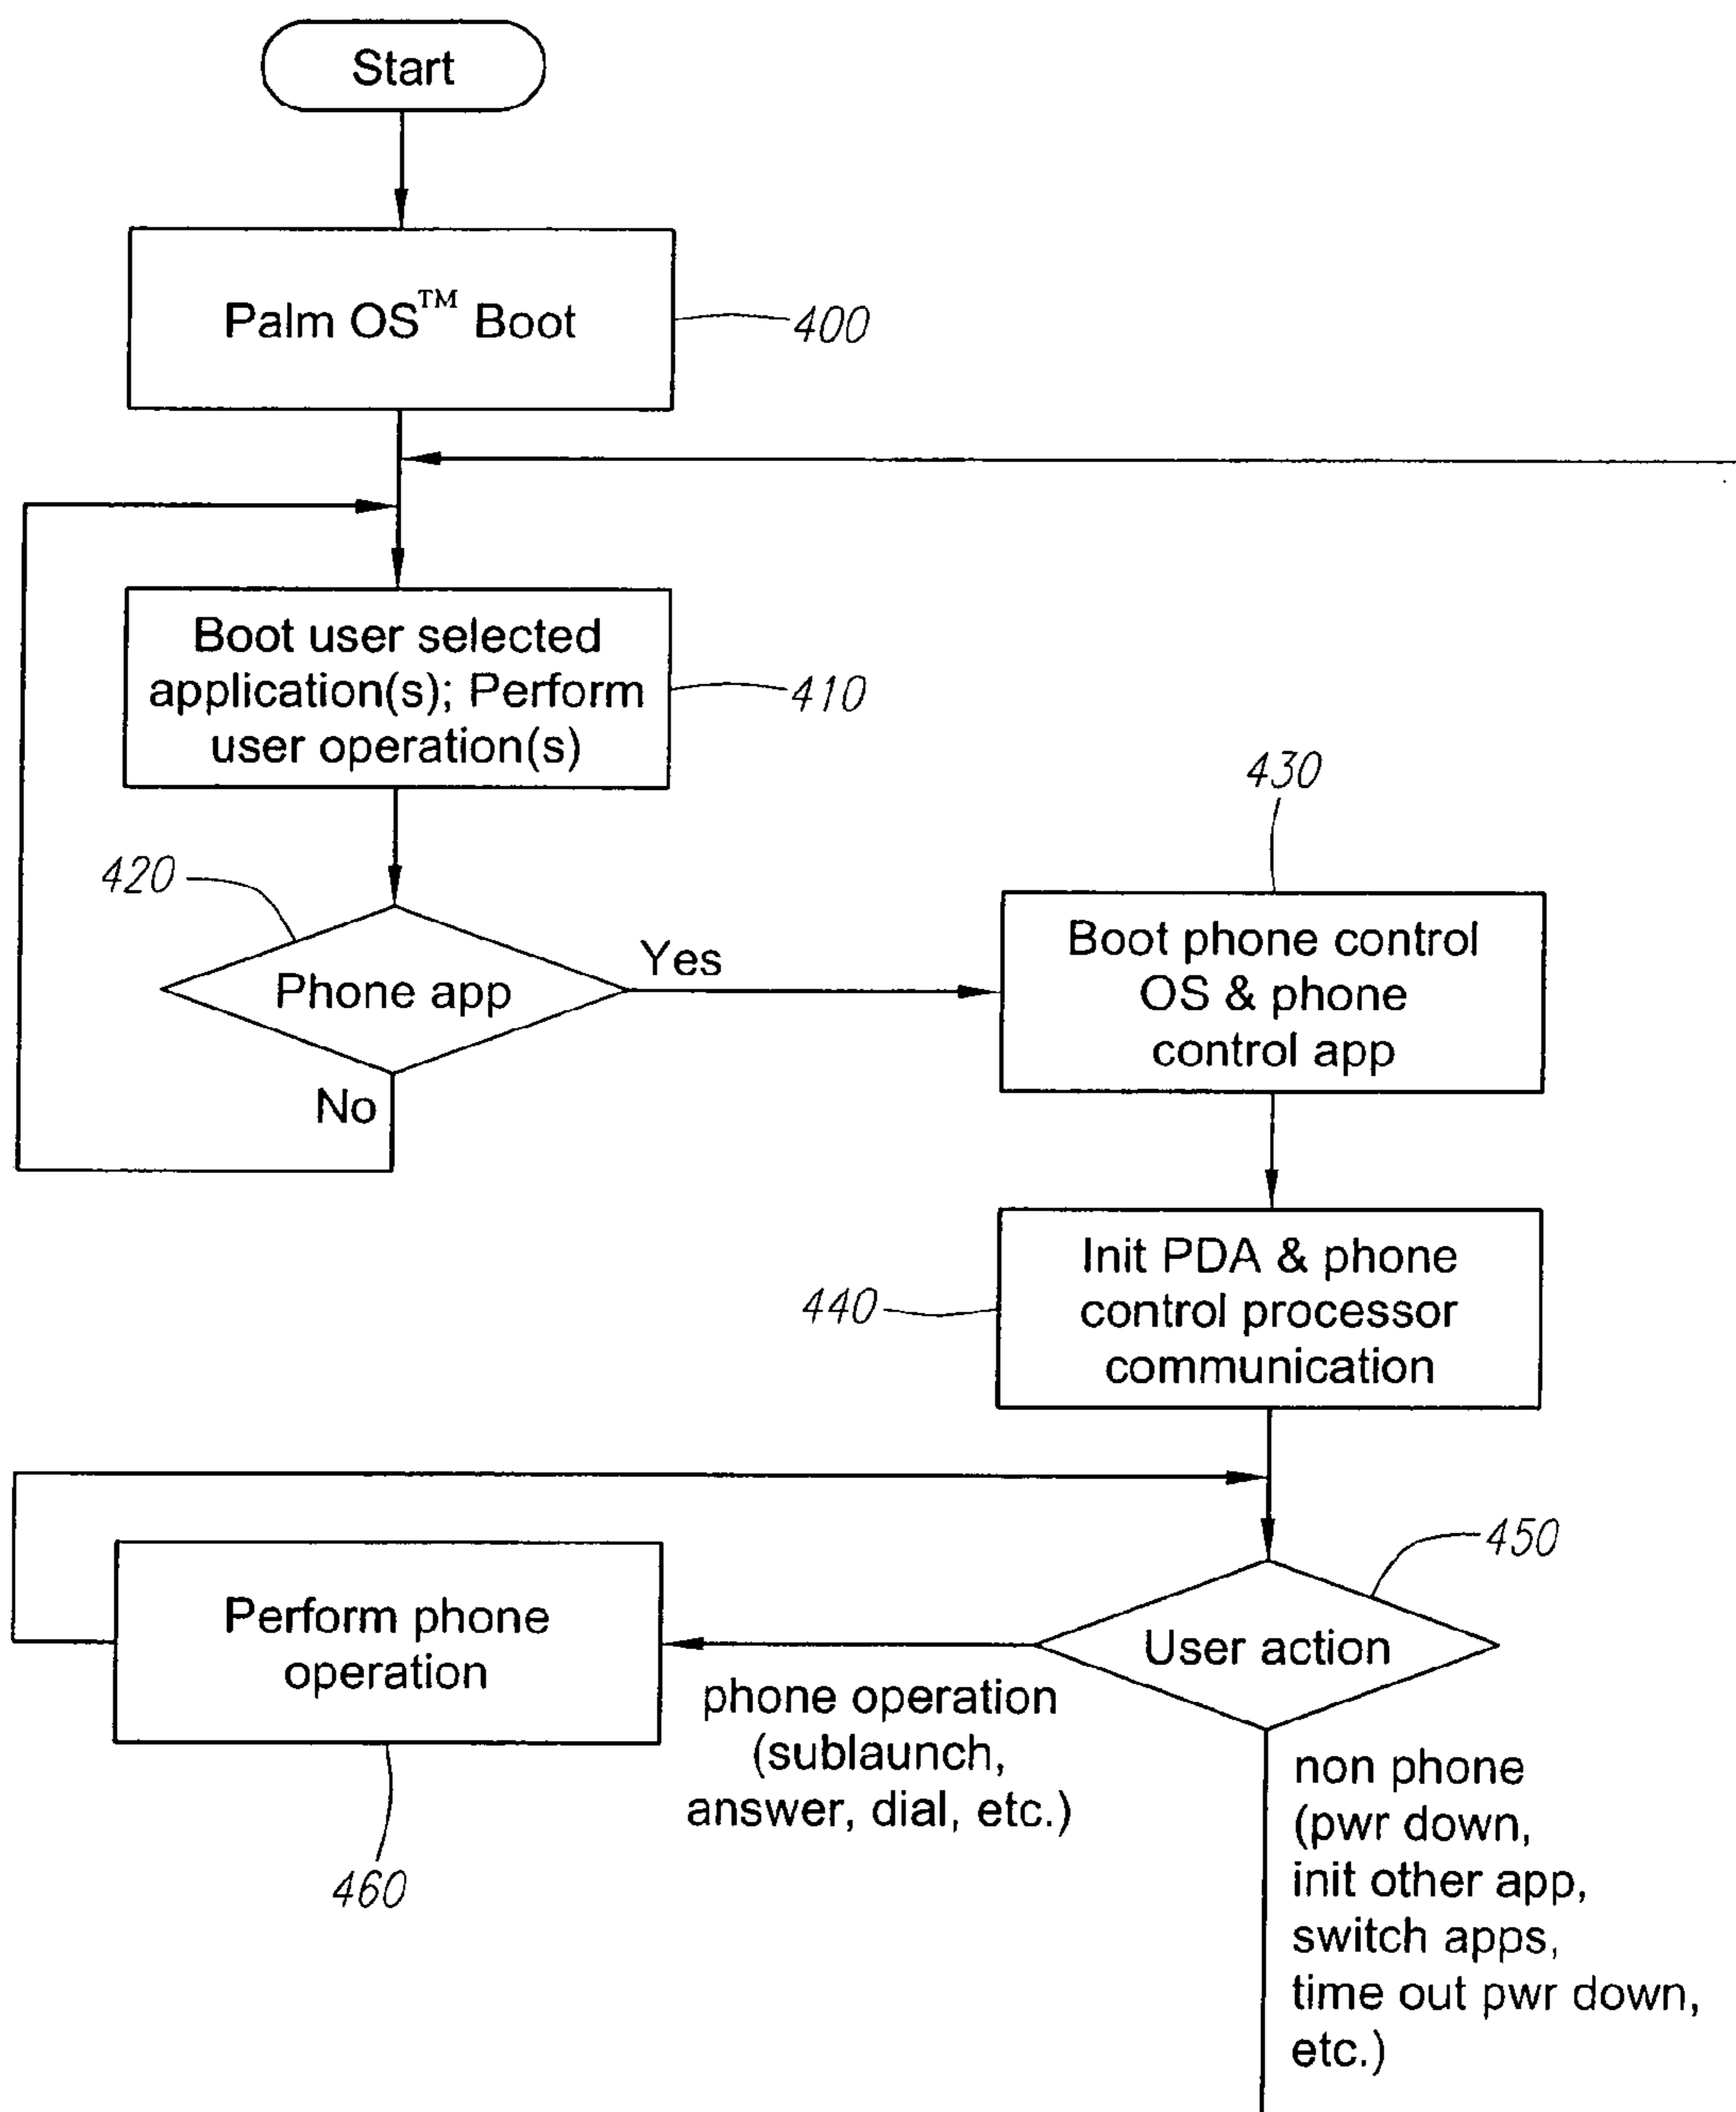 Start
Palm OS™ Boot
400
Boot user selected
application(s); Perform
user operation(s)
410
420
Phone app
Yes
No
430
Boot phone control
OS & phone
control app
440
Init PDA & phone
control processor
communication
450
User action
Perform phone
operation
460
phone operation
(sublaunch,
answer, dial, etc.)
non phone
(pwr down,
init other app,
switch apps,
time out pwr down,
etc.)